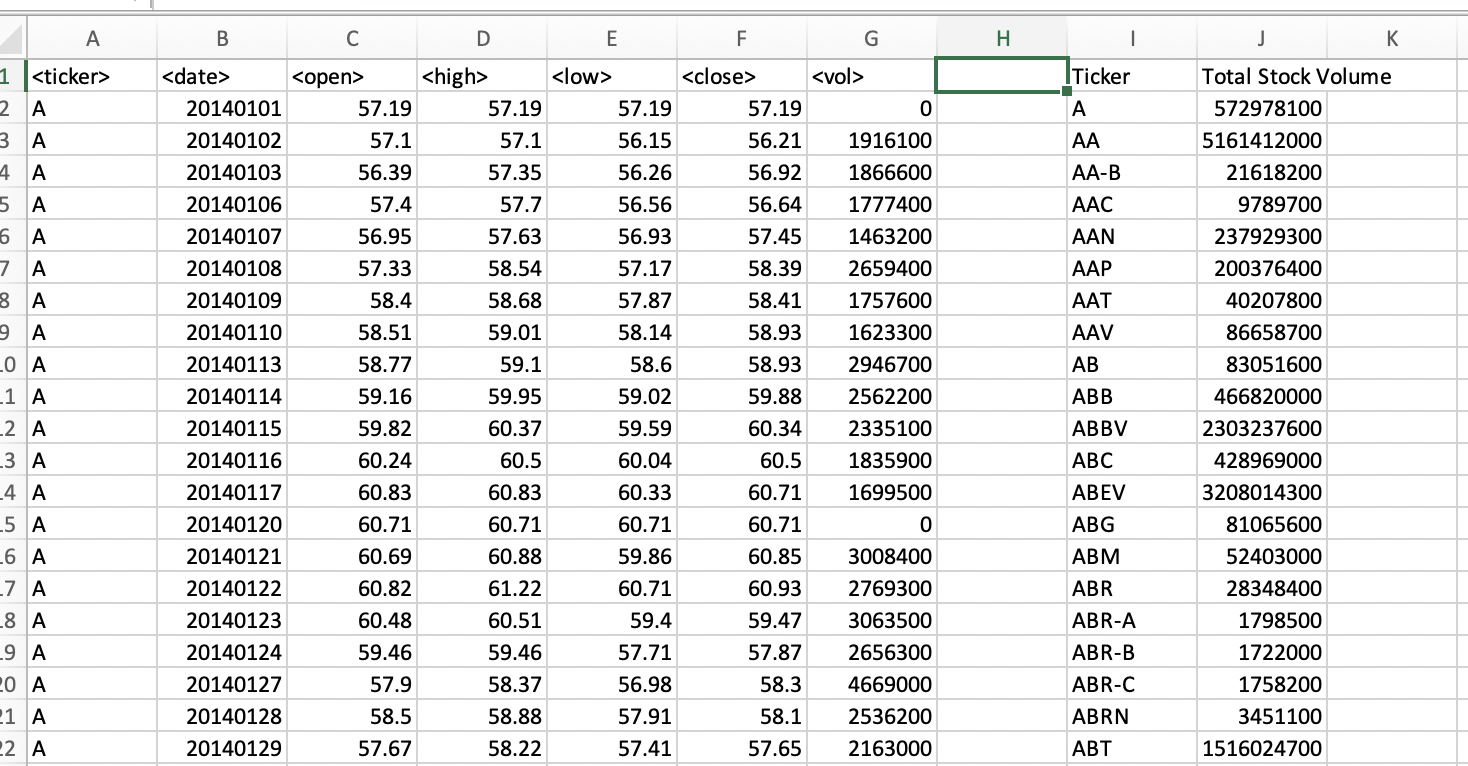 A B C D E F G H I J K
1 <ticker> <date> <open> <high> <low> <close> <vol> Ticker Total Stock Volume
2 A 20140101 57.19 57.19 57.19 57.19 0 A 572978100
3 A 20140102 57.1 57.1 56.15 56.21 1916100 AA 5161412000
4 A 20140103 56.39 57.35 56.26 56.92 1866600 AA-B 21618200
5 A 20140106 57.4 57.7 56.56 56.64 1777400 AAC 9789700
6 A 20140107 56.95 57.63 56.93 57.45 1463200 AAN 237929300
7 A 20140108 57.33 58.54 57.17 58.39 2659400 AAP 200376400
8 A 20140109 58.4 58.68 57.87 58.41 1757600 AAT 40207800
9 A 20140110 58.51 59.01 58.14 58.93 1623300 AAV 86658700
10 A 20140113 58.77 59.1 58.6 58.93 2946700 AB 83051600
11 A 20140114 59.16 59.95 59.02 59.88 2562200 ABB 466820000
12 A 20140115 59.82 60.37 59.59 60.34 2335100 ABBV 2303237600
13 A 20140116 60.24 60.5 60.04 60.5 1835900 ABC 428969000
14 A 20140117 60.83 60.83 60.33 60.71 1699500 ABEV 3208014300
15 A 20140120 60.71 60.71 60.71 60.71 0 ABG 81065600
16 A 20140121 60.69 60.88 59.86 60.85 3008400 ABM 52403000
17 A 20140122 60.82 61.22 60.71 60.93 2769300 ABR 28348400
18 A 20140123 60.48 60.51 59.4 59.47 3063500 ABR-A 1798500
19 A 20140124 59.46 59.46 57.71 57.87 2656300 ABR-B 1722000
20 A 20140127 57.9 58.37 56.98 58.3 4669000 ABR-C 1758200
21 A 20140128 58.5 58.88 57.91 58.1 2536200 ABRN 3451100
22 A 20140129 57.67 58.22 57.41 57.65 2163000 ABT 1516024700